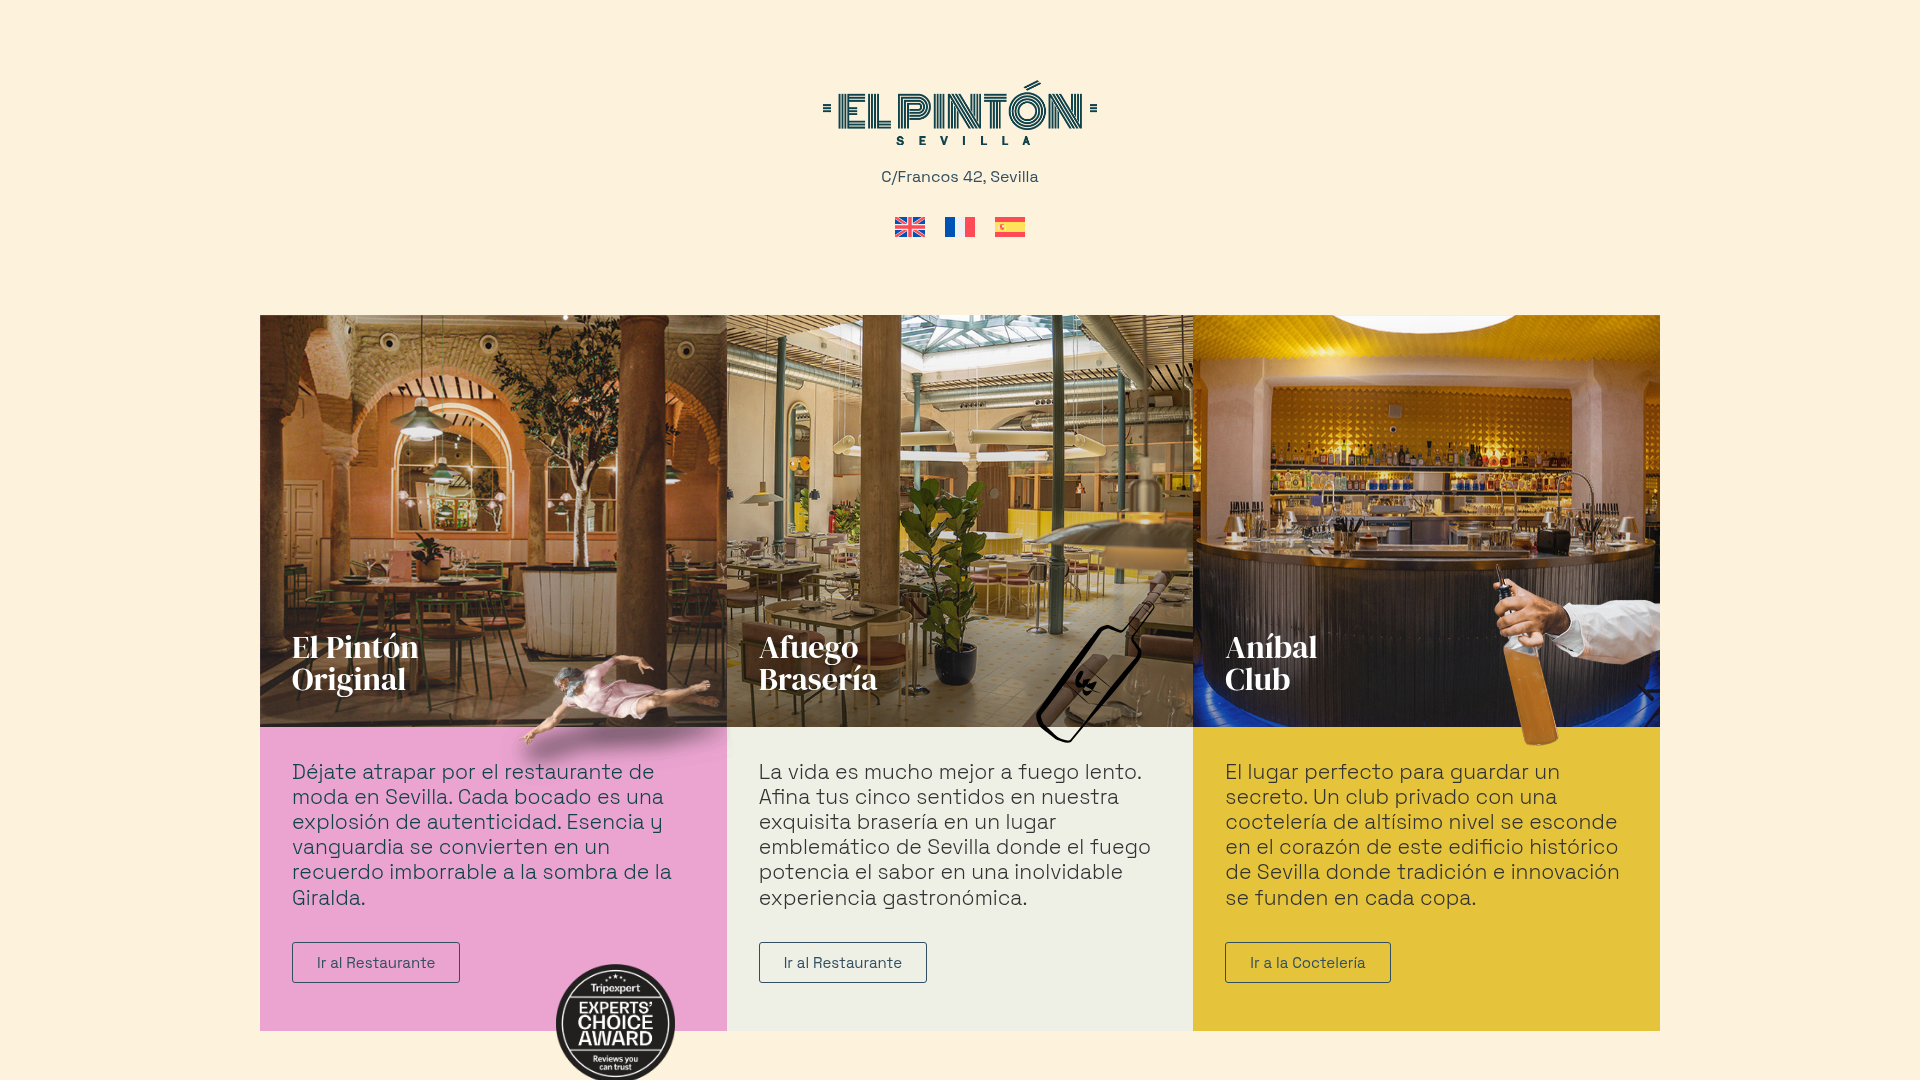 EL PINTÓN
SEVILLA
C/Francos 42, Sevilla
El Pintón
Original
Afuego
Brasería
Aníbal
Club
Déjate atrapar por el restaurante de
moda en Sevilla. Cada bocado es una
explosión de autenticidad. Esencia y
vanguardia se convierten en un
recuerdo imborrable a la sombra de la
Giralda.
Ir al Restaurante
La vida es mucho mejor a fuego lento.
Afina tus cinco sentidos en nuestra
exquisita brasería en un lugar
emblemático de Sevilla donde el fuego
potencia el sabor en una inolvidable
experiencia gastronómica.
Ir al Restaurante
El lugar perfecto para guardar un
secreto. Un club privado con una
coctelería de altísimo nivel se esconde
en el corazón de este edificio histórico
de Sevilla donde tradición e innovación
se funden en cada copa.
Ir a la Coctelería
Tripexpert
EXPERTS'
CHOICE
AWARD
Reviews you
can trust